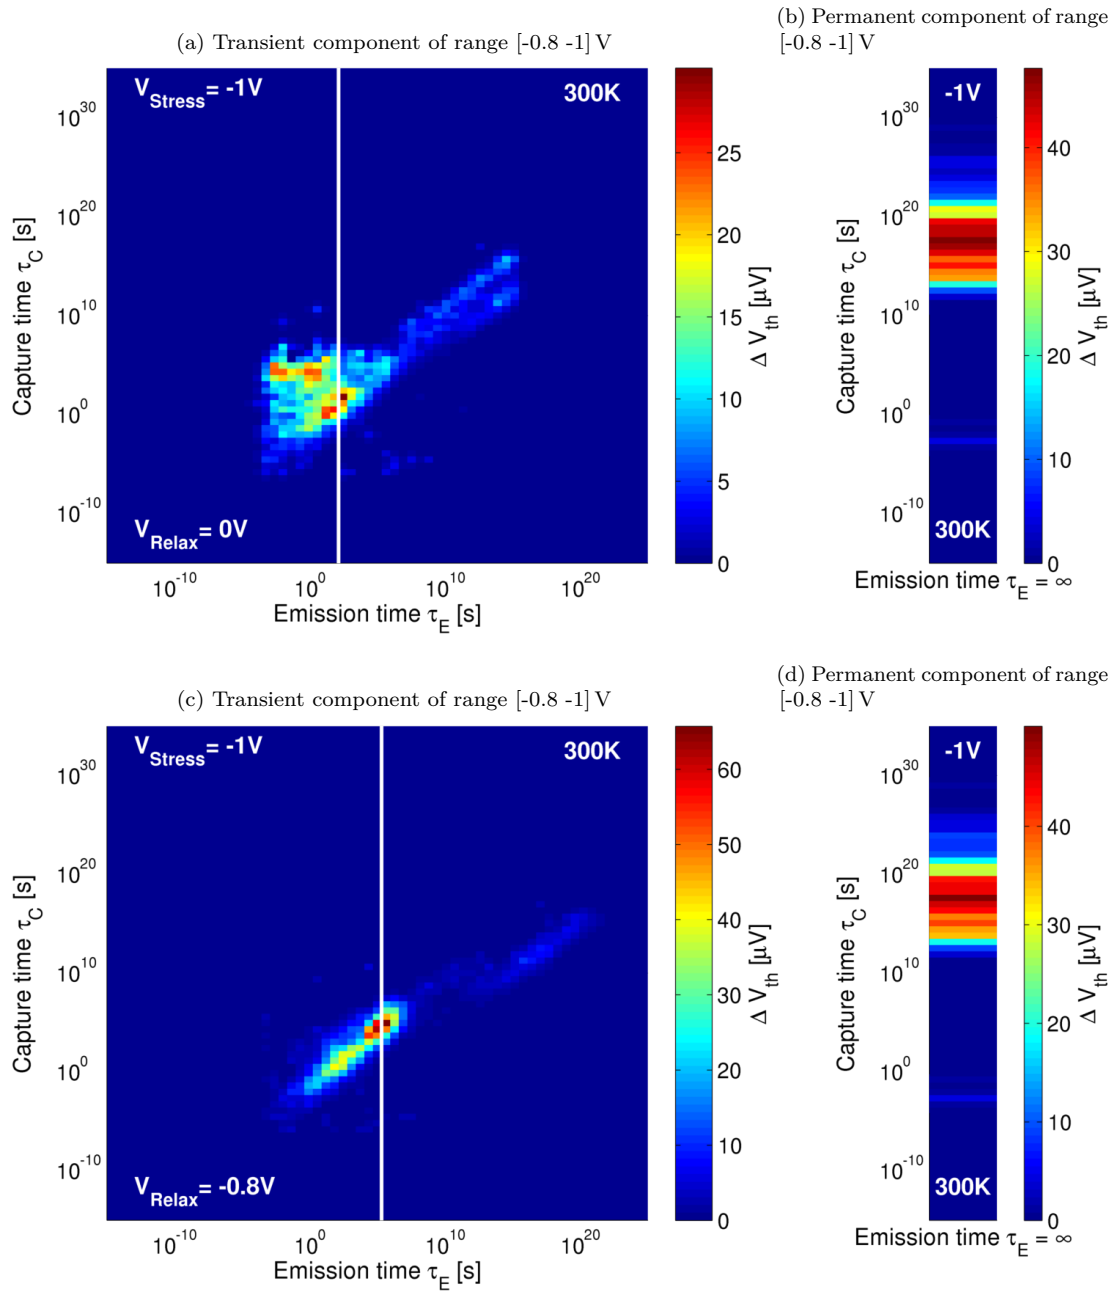 (a) Transient component of range [-0.8 -1] V
(b) Permanent component of range
[-0.8 -1] V
V_Stress = -1V
300K
10^30
10^20
10^10
10^0
10^-10
Capture time τ_C [s]
V_Relax = 0V
10^-10 10^0 10^10 10^20
Emission time τ_E [s]
25
20
15
10
5
0
Δ V_th [μV]
-1V
10^30
10^20
10^10
10^0
10^-10
Capture time τ_C [s]
300K
Emission time τ_E = ∞
40
30
20
10
0
Δ V_th [μV]
(c) Transient component of range [-0.8 -1] V
(d) Permanent component of range
[-0.8 -1] V
V_Stress = -1V
300K
10^30
10^20
10^10
10^0
10^-10
Capture time τ_C [s]
V_Relax = -0.8V
10^-10 10^0 10^10 10^20
Emission time τ_E [s]
60
50
40
30
20
10
0
Δ V_th [μV]
-1V
10^30
10^20
10^10
10^0
10^-10
Capture time τ_C [s]
300K
Emission time τ_E = ∞
40
30
20
10
0
Δ V_th [μV]